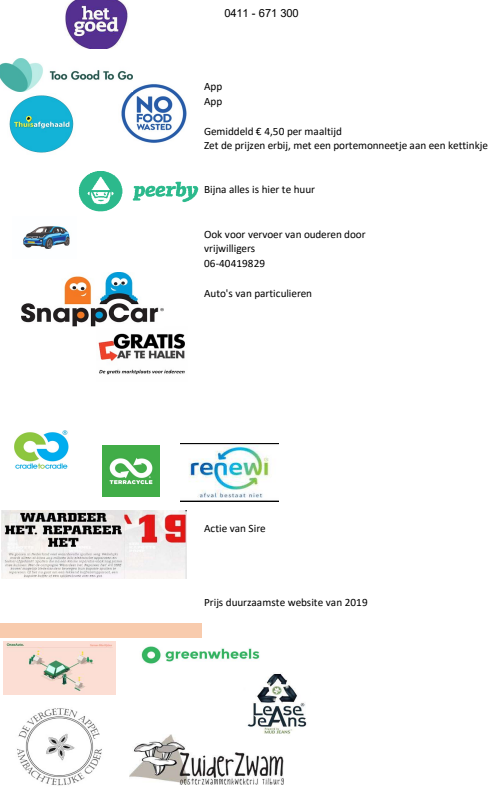 het
goed
0411 - 671 300
Too Good To Go
App
App
Thuisafgehaald
NO
FOOD
WASTED
Gemiddeld € 4,50 per maaltijd
Zet de prijzen erbij, met een portemonneetje aan een kettinkje
peerby
Bijna alles is hier te huur
Ook voor vervoer van ouderen door
vrijwilligers
06-40419829
Auto's van particulieren
SnappCar
GRATIS
AF TE HALEN
De gratis marktplaats voor iedereen
cradletocradle
TERRACYCLE
renewi
afval bestaat niet
WAARDEER
HET. REPAREER
HET
'19
Actie van Sire
Prijs duurzaamste website van 2019
greenwheels
LeAse
JeAns
MUD JEANS
DE VERGETEN APPEL
AMBACHTELIJKE CIDER
ZuiderZwam
oesterzwammenkwekerij Tilburg